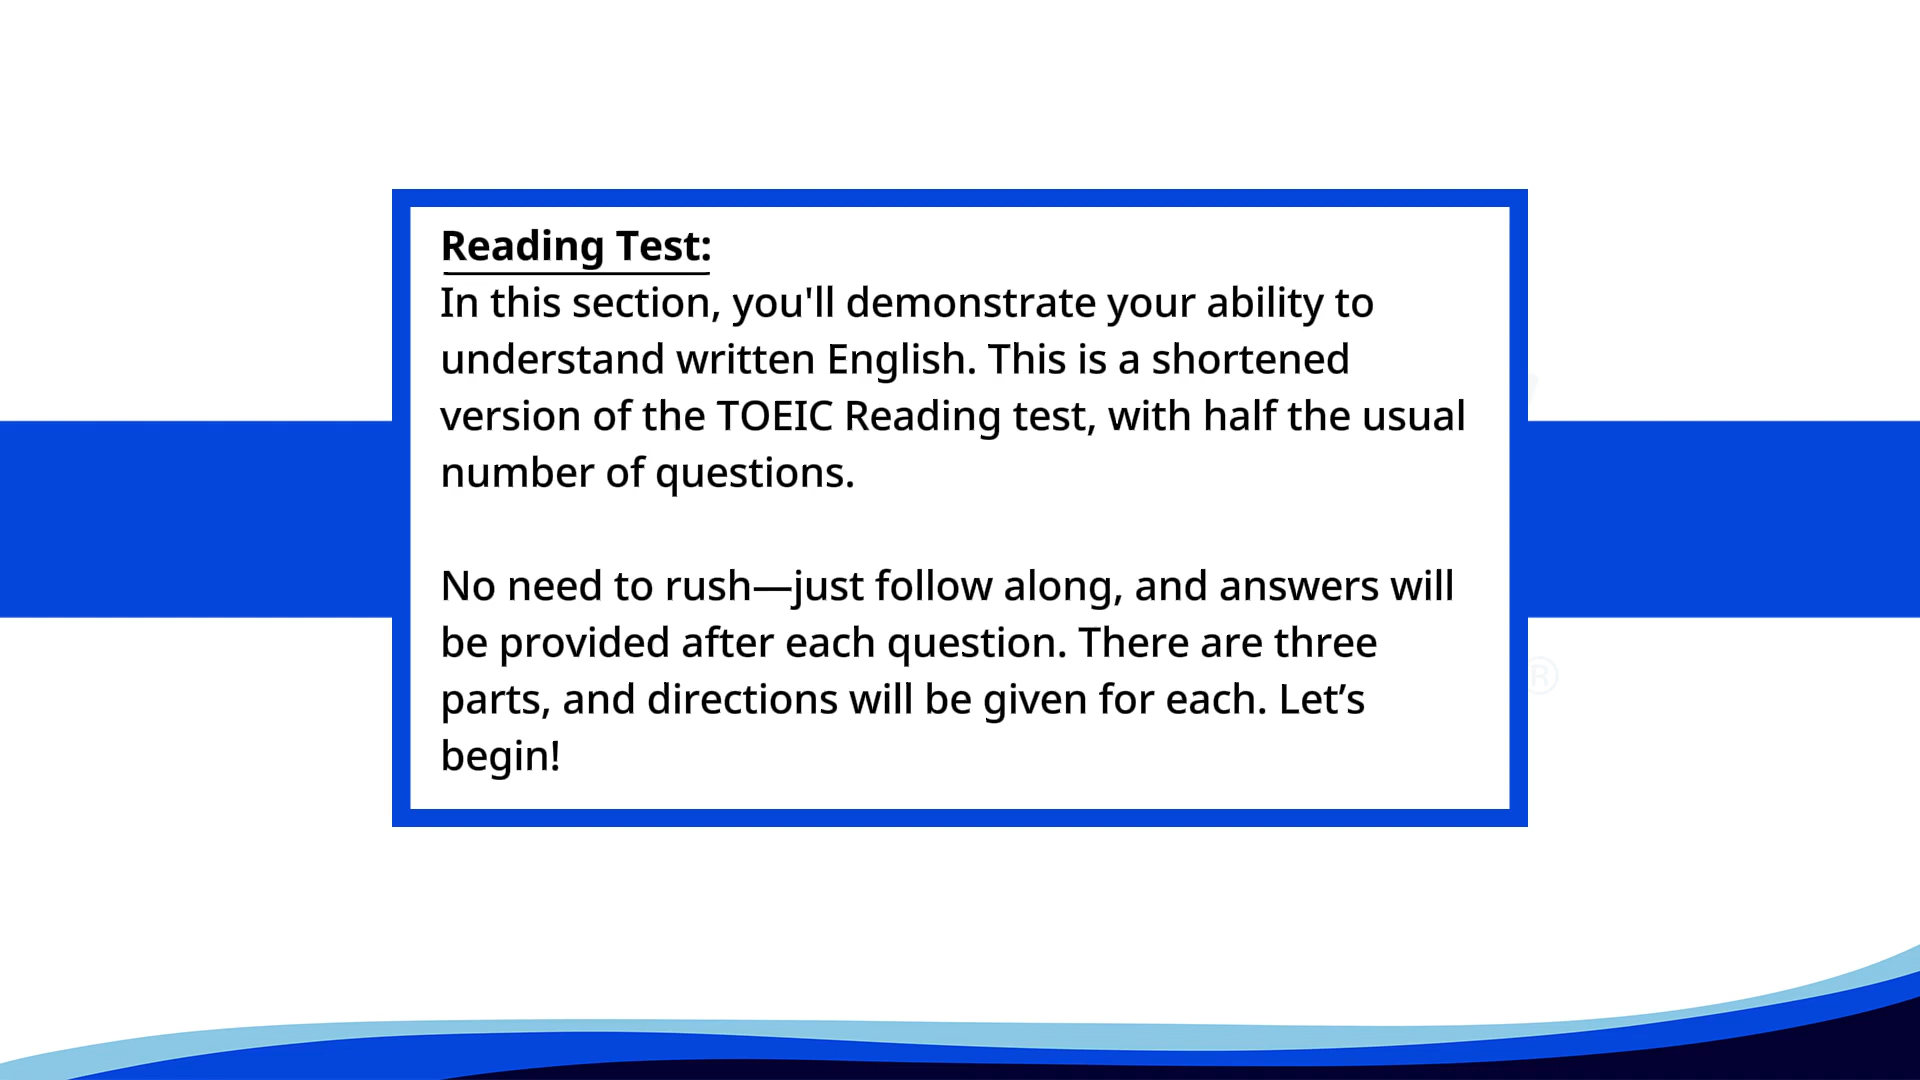 Reading Test:
In this section, you'll demonstrate your ability to
understand written English. This is a shortened
version of the TOEIC Reading test, with half the usual
number of questions.
No need to rush—just follow along, and answers will
be provided after each question. There are three
parts, and directions will be given for each. Let’s
begin!
®